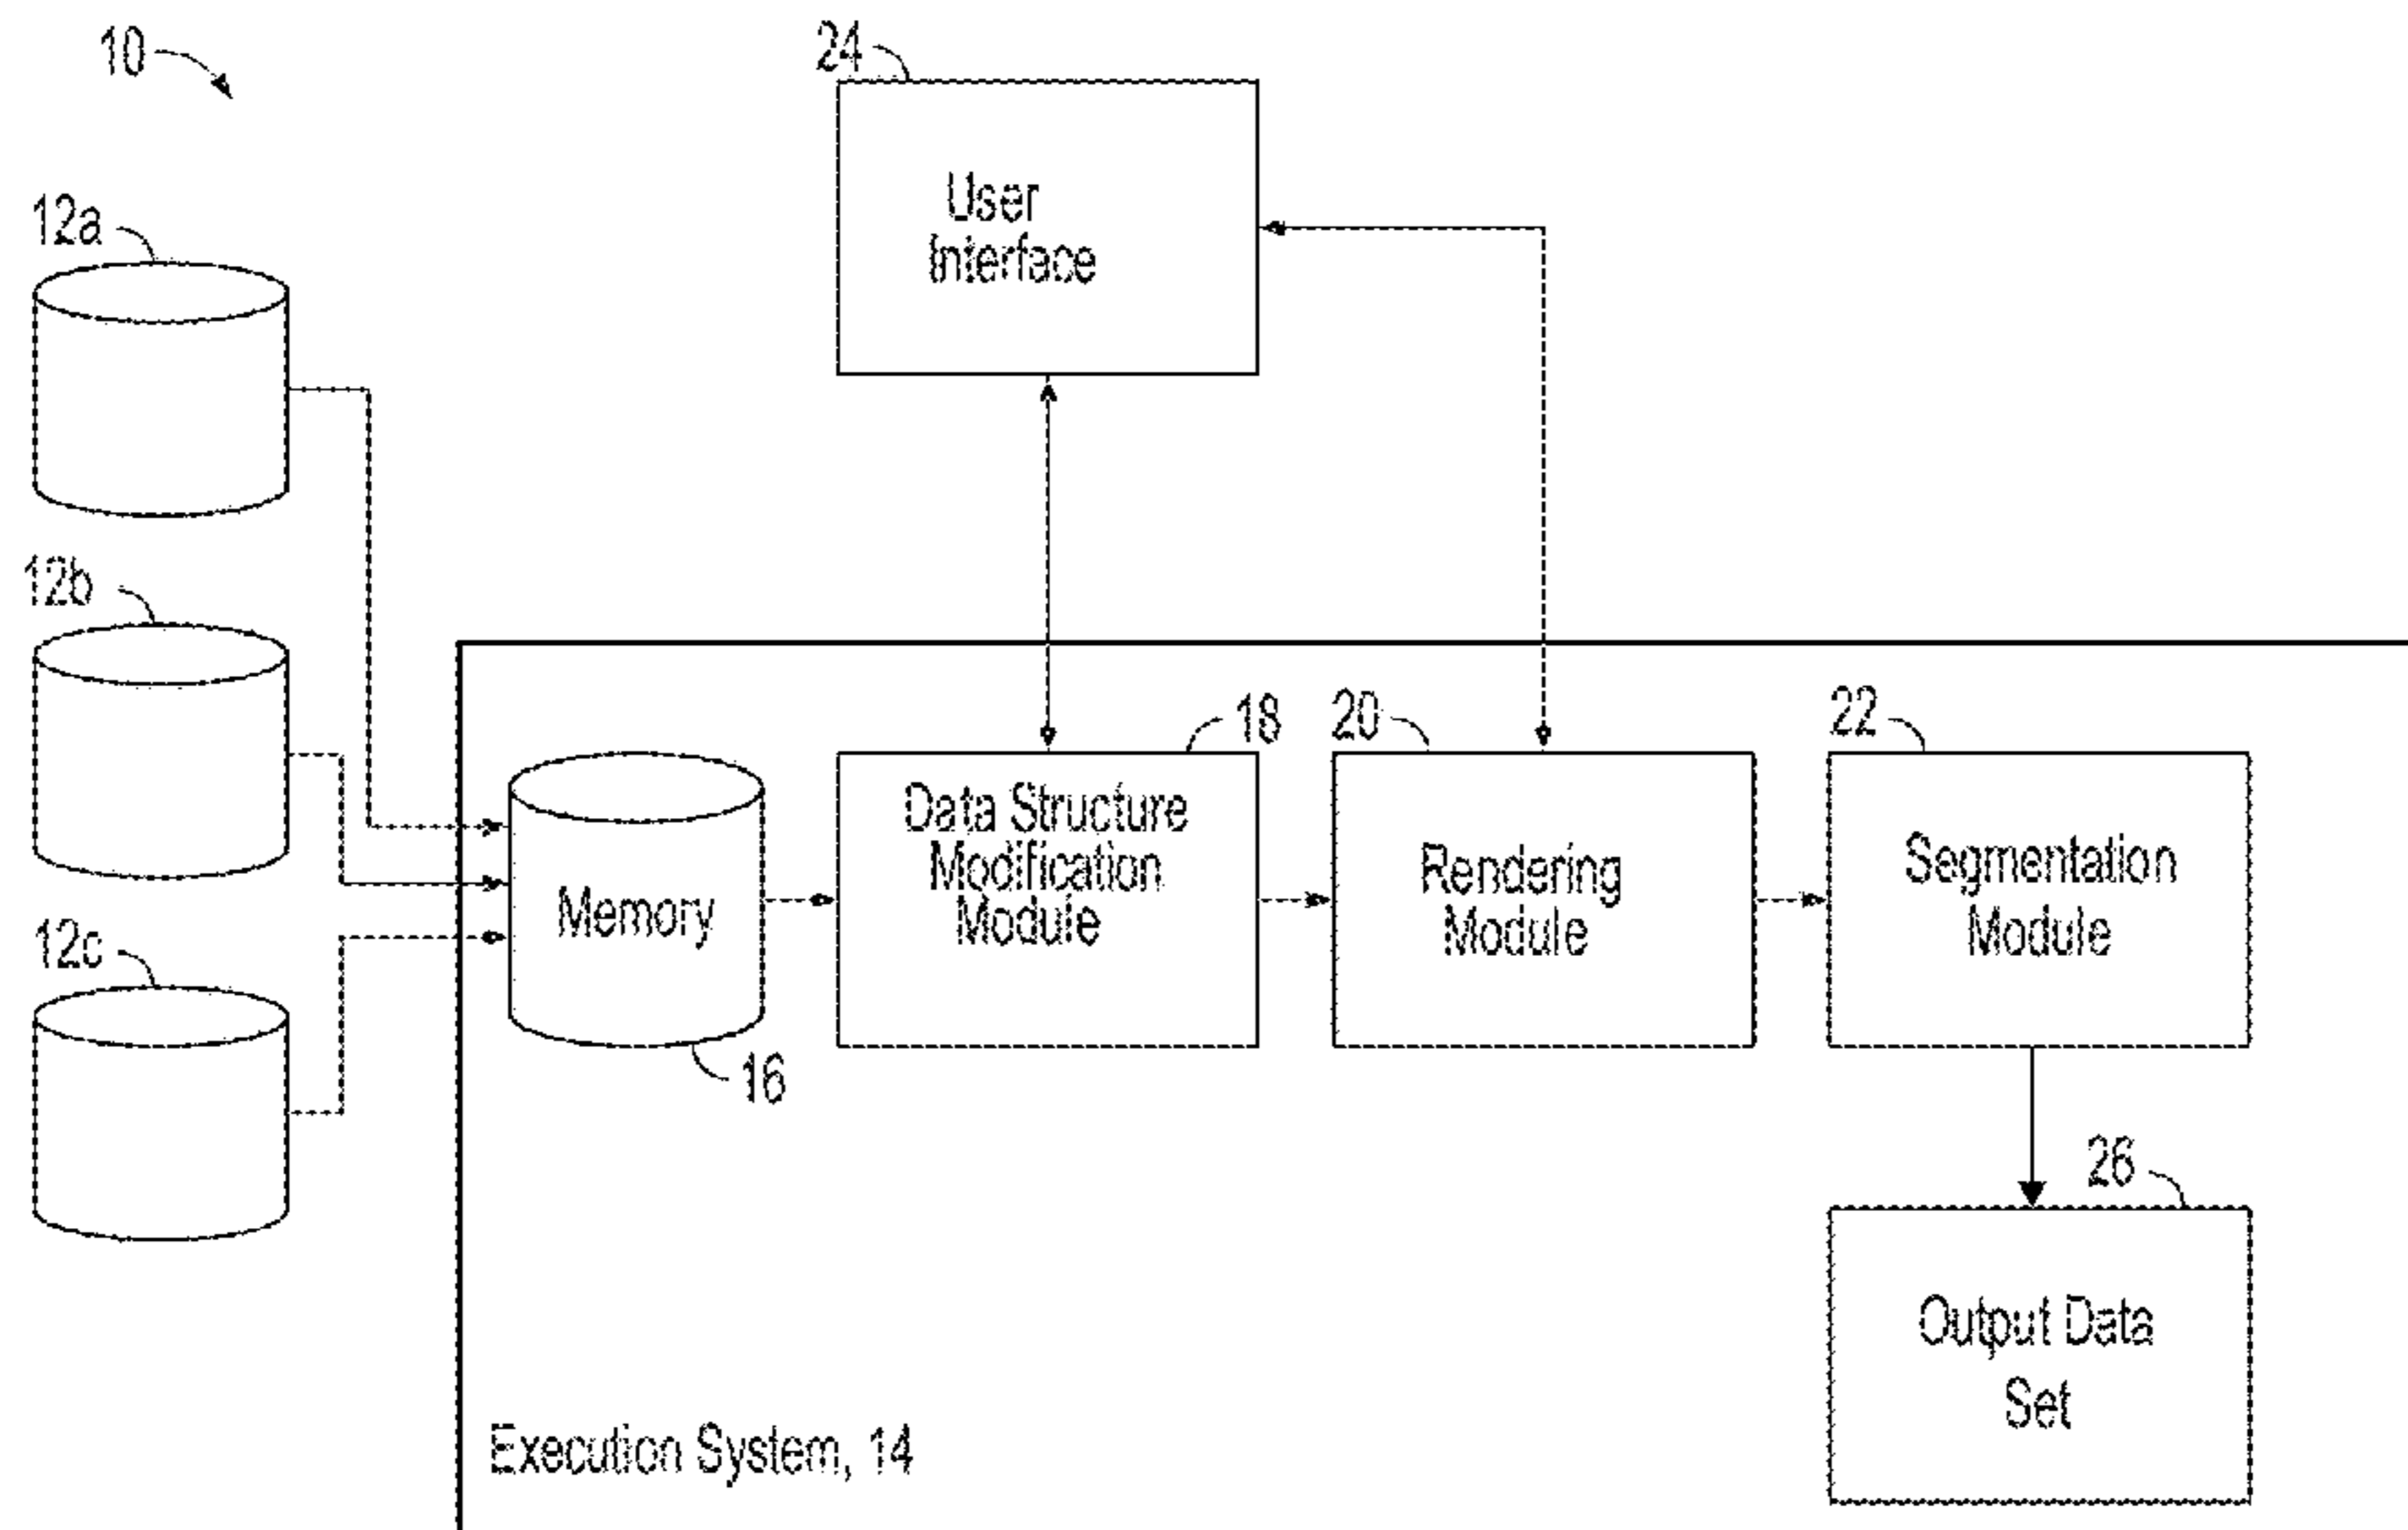 10
24
User
Interface
12a
12b
12c
18
20
22
Memory
Data Structure
Modification
Module
Rendering
Module
Segmentation
Module
16
26
Output Data
Set
Execution System, 14